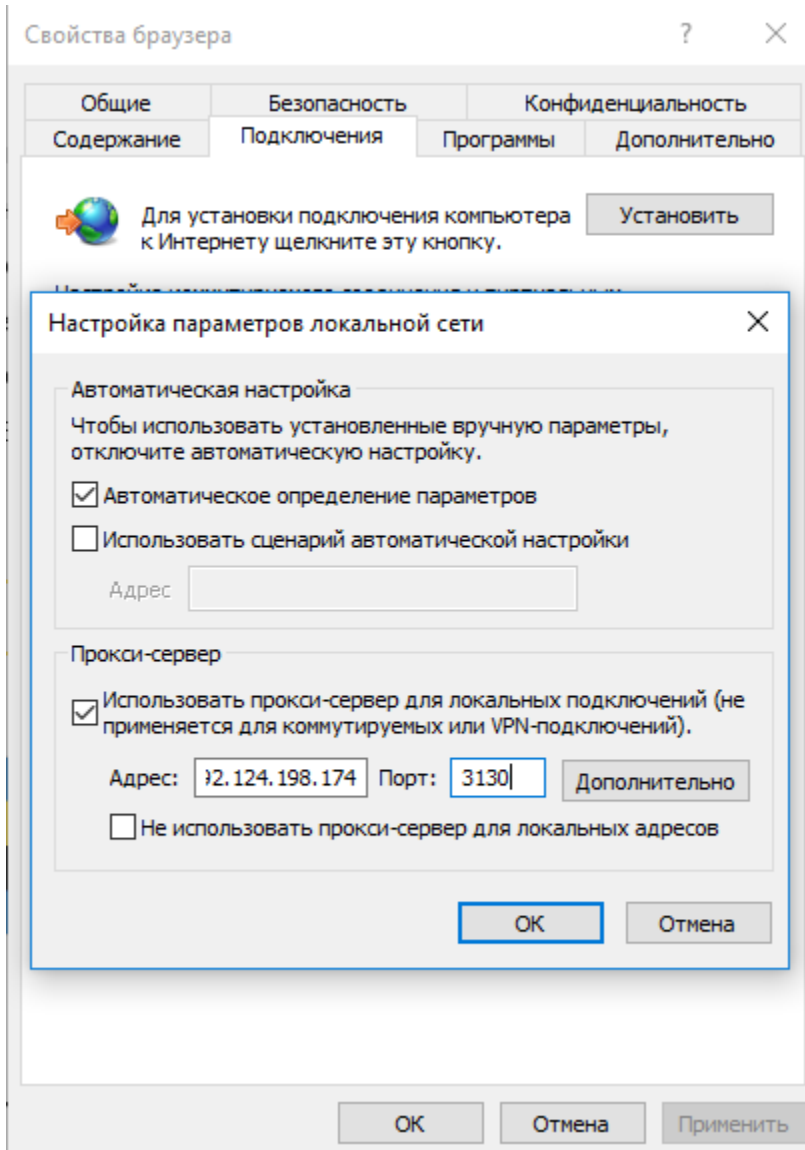 Свойства браузера
?
Общие
Безопасность
Конфиденциальность
Содержание
Подключения
Программы
Дополнительно
Для установки подключения компьютера
к Интернету щелкните эту кнопку.
Установить
Настройка параметров локальной сети
Автоматическая настройка
Чтобы использовать установленные вручную параметры,
отключите автоматическую настройку.
Автоматическое определение параметров
Использовать сценарий автоматической настройки
Адрес
Прокси-сервер
Использовать прокси-сервер для локальных подключений (не
применяется для коммутируемых или VPN-подключений).
Адрес: 92.124.198.174 Порт: 3130 Дополнительно
Не использовать прокси-сервер для локальных адресов
ОК
Отмена
ОК
Отмена
Применить